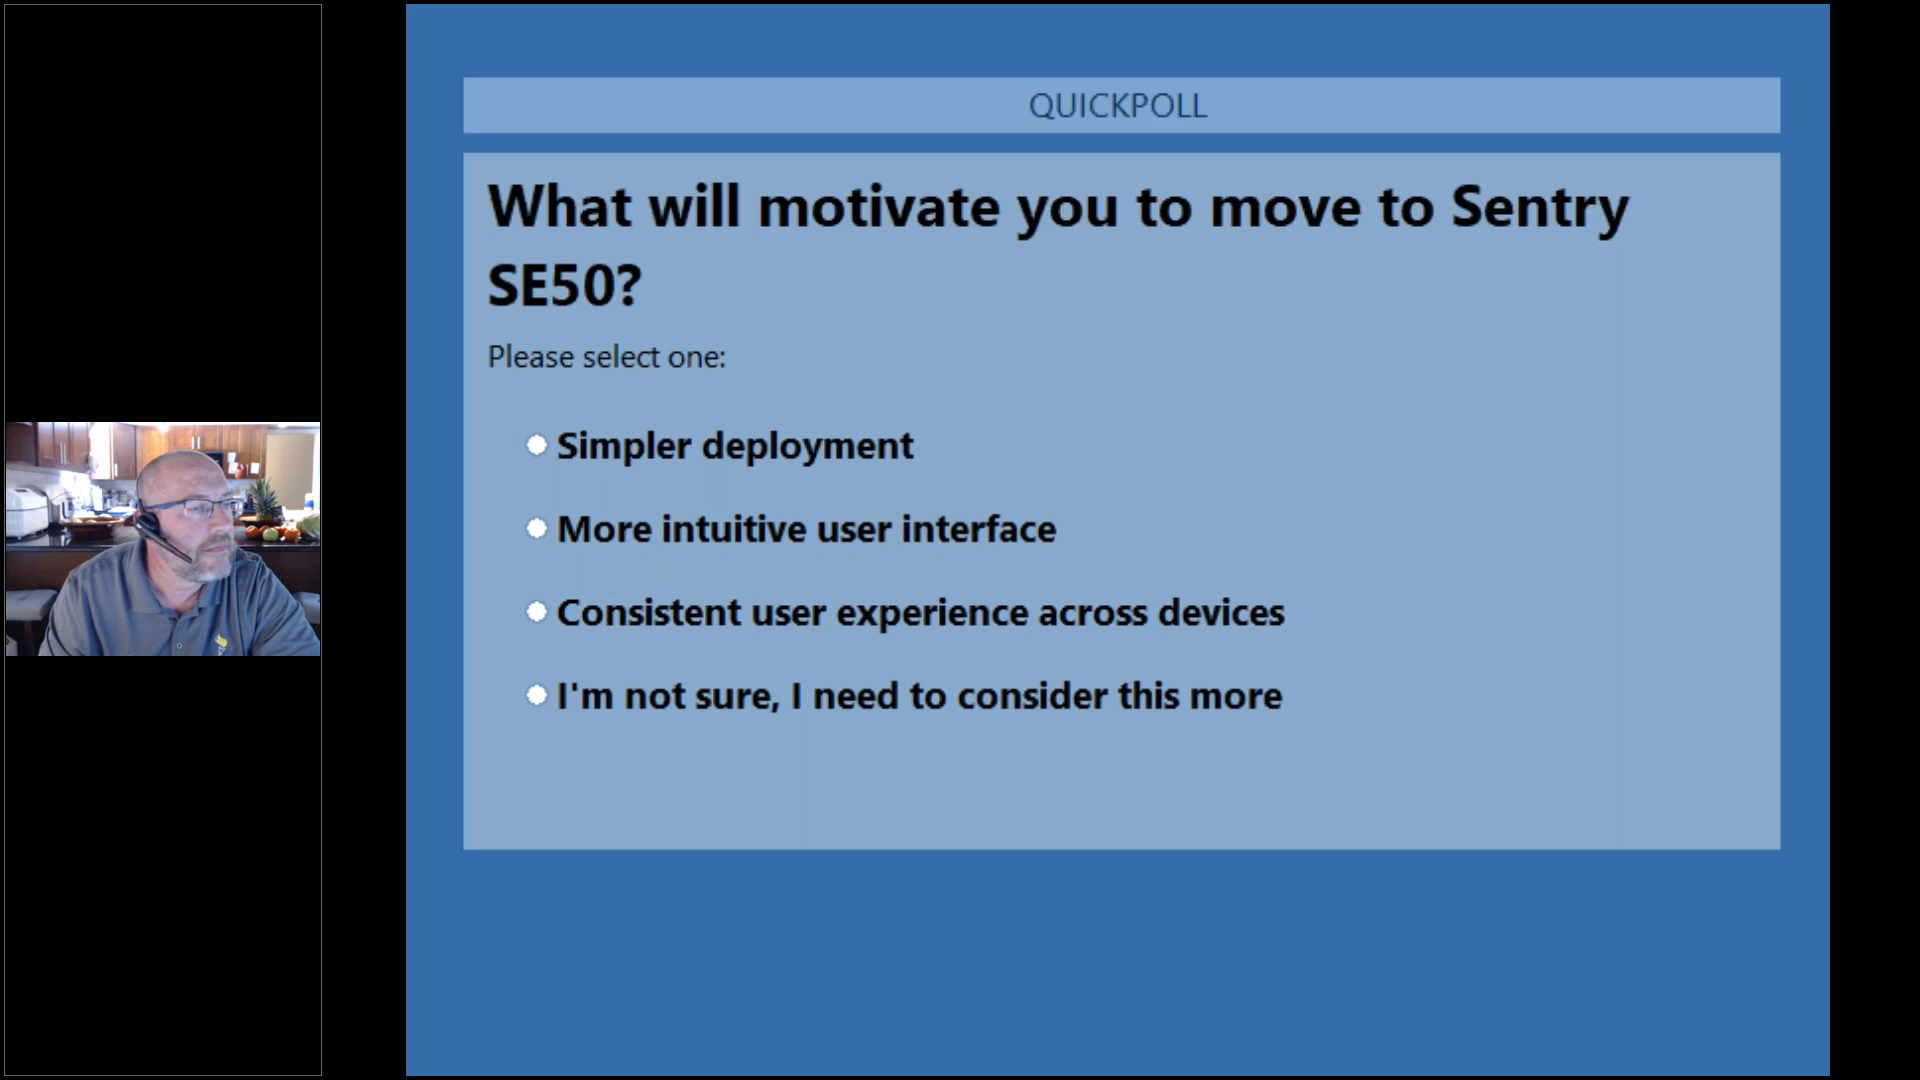 QUICKPOLL
What will motivate you to move to Sentry
SE50?
Please select one:
Simpler deployment
More intuitive user interface
Consistent user experience across devices
I'm not sure, I need to consider this more